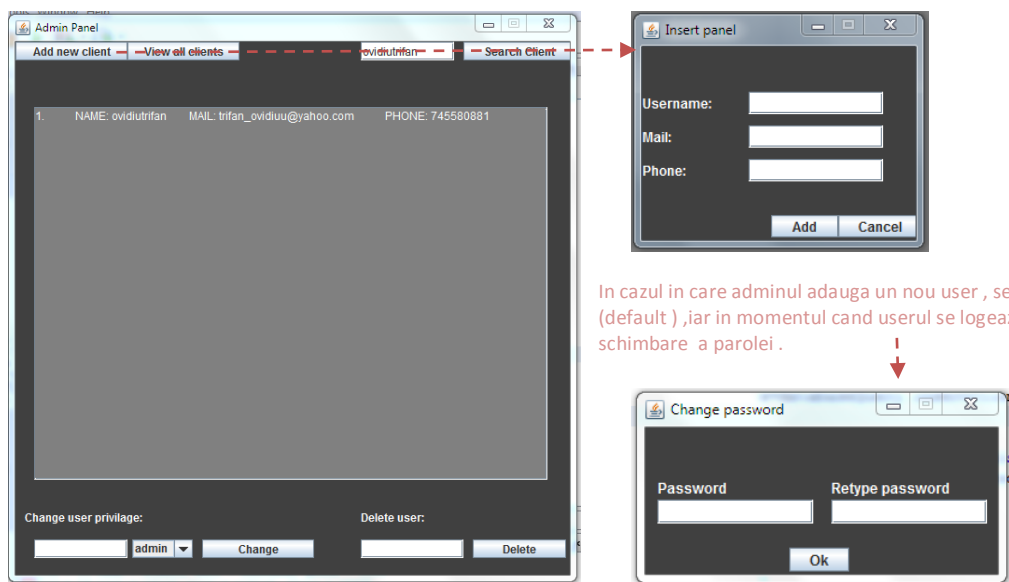 Admin Panel
Add new client
View all clients
ovidiutrifan
Search Client
1. NAME: ovidiutrifan MAIL: trifan_ovidiuu@yahoo.com PHONE: 745580881
Change user privilage:
Delete user:
admin
Change
Delete
Insert panel
Username:
Mail:
Phone:
Add
Cancel
In cazul in care adminul adauga un nou user , se
(default ) ,iar in momentul cand userul se logeaz
schimbare a parolei .
Change password
Password
Retype password
Ok